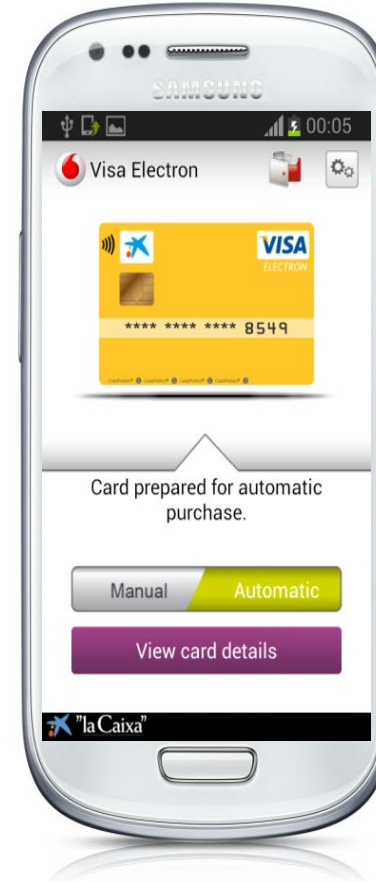 SAMSUNG
00:05
Visa Electron
VISA
ELECTRON
**** **** **** 8549
Card prepared for automatic
purchase.
Manual
Automatic
View card details
"la Caixa"